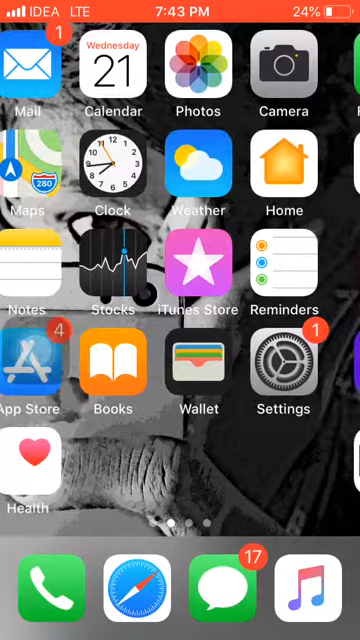 IDEA LTE 7:43 PM 24%
1
Wednesday
21
Mail Calendar Photos Camera
280
12
Maps Clock Weather Home
Notes Stocks iTunes Store Reminders
4 1
App Store Books Wallet Settings
Health
17